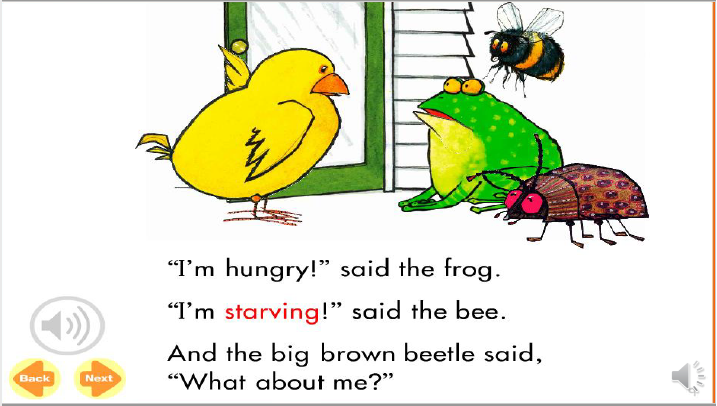 “I’m hungry!” said the frog.
“I’m starving!” said the bee.
And the big brown beetle said,
“What about me?”
Back
Next